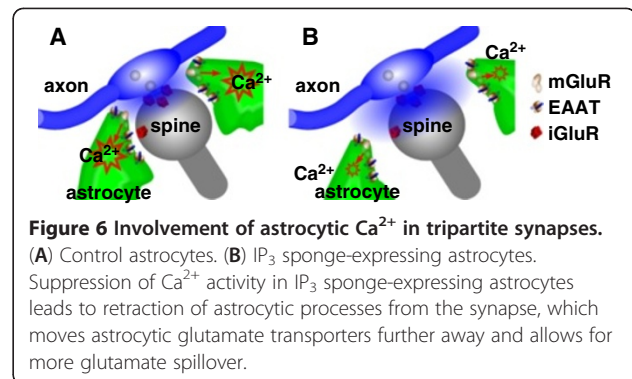 A
B
axon
Ca2+
spine
Ca2+
astrocyte
axon
Ca2+
spine
Ca2+
astrocyte
mGluR
EAAT
iGluR
Figure 6 Involvement of astrocytic Ca2+ in tripartite synapses.
(A) Control astrocytes. (B) IP3 sponge-expressing astrocytes.
Suppression of Ca2+ activity in IP3 sponge-expressing astrocytes
leads to retraction of astrocytic processes from the synapse, which
moves astrocytic glutamate transporters further away and allows for
more glutamate spillover.